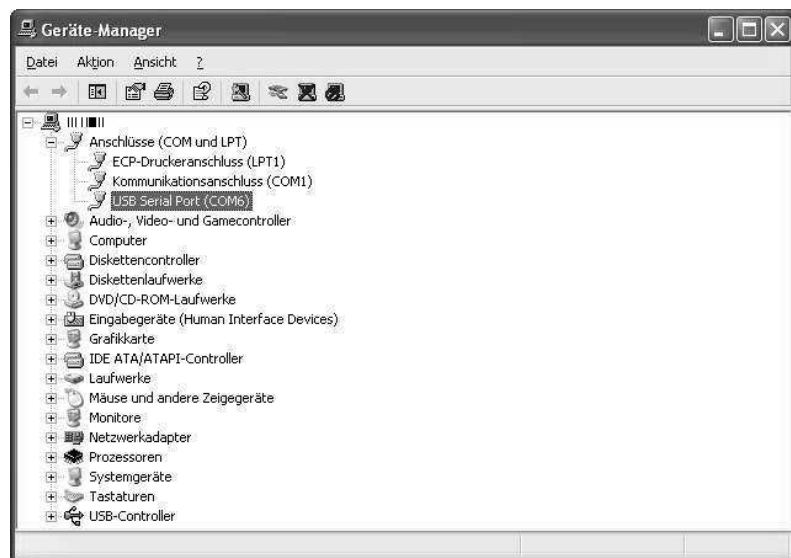 Geräte-Manager
Datei Aktion Ansicht ?
Anschlüsse (COM und LPT)
ECP-Druckeranschluss (LPT1)
Kommunikationsanschluss (COM1)
USB Serial Port (COM6)
Audio-, Video- und Gamecontroller
Computer
Diskettencontroller
Diskettenlaufwerke
DVD/CD-ROM-Laufwerke
Eingabegeräte (Human Interface Devices)
Grafikkarte
IDE ATA/ATAPI-Controller
Laufwerke
Mäuse und andere Zeigegeräte
Monitore
Netzwerkadapter
Prozessoren
Systemgeräte
Tastaturen
USB-Controller